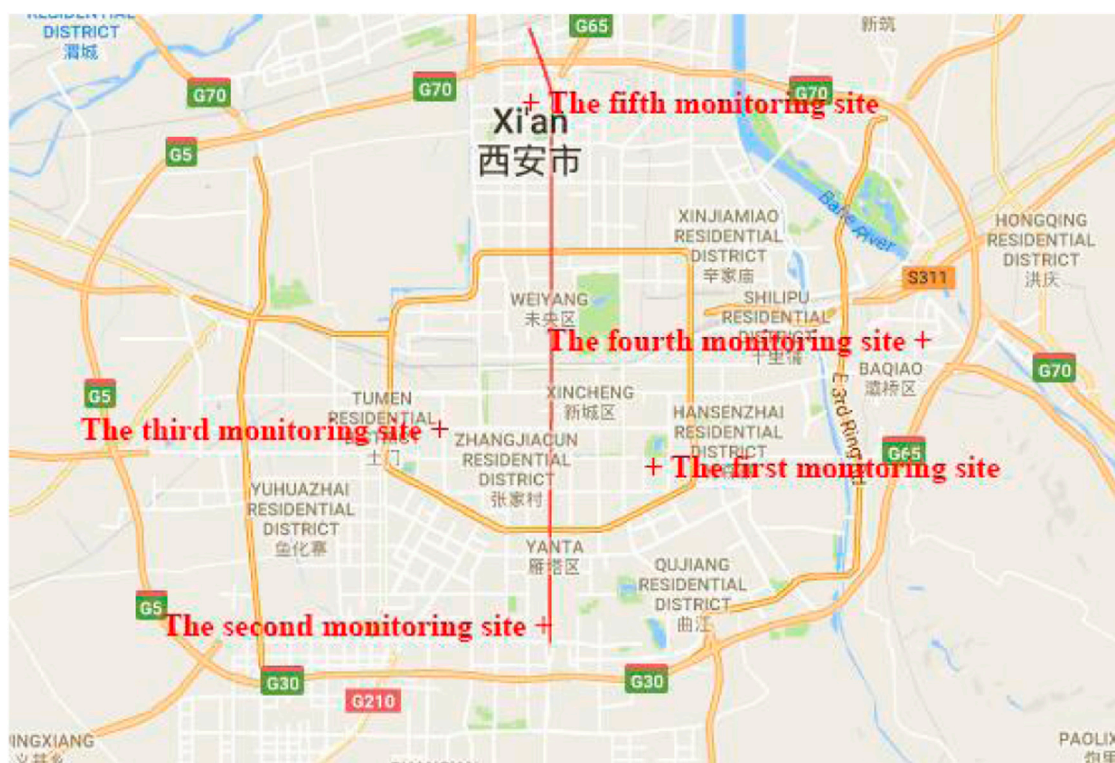 RESIDENTIAL
DISTRICT
渭城
G65
新筑
G70
G70
G70
+ The fifth monitoring site
Xi'an
西安市
G5
Bahe River
XINJIAMIAO
RESIDENTIAL
DISTRICT
辛家庙
HONGQING
RESIDENTIAL
DISTRICT
洪庆
S311
WEIYANG
未央区
SHILIPU
RESIDENTIAL
DISTRICT
十里铺
The fourth monitoring site +
BAQIAO
灞桥区
G70
G5
TUMEN
RESIDENTIAL
DISTRICT
土门
XINCHENG
新城区
HANSENZHAI
RESIDENTIAL
DISTRICT
E 3rd Ring Rd
The third monitoring site +
ZHANGJIACUN
RESIDENTIAL
DISTRICT
张家村
G65
+ The first monitoring site
YUHUAZHAI
RESIDENTIAL
DISTRICT
鱼化寨
YANTA
雁塔区
QUJIANG
RESIDENTIAL
DISTRICT
曲江
G5
The second monitoring site +
G30
G30
G210
JINGXIANG
PAOLI